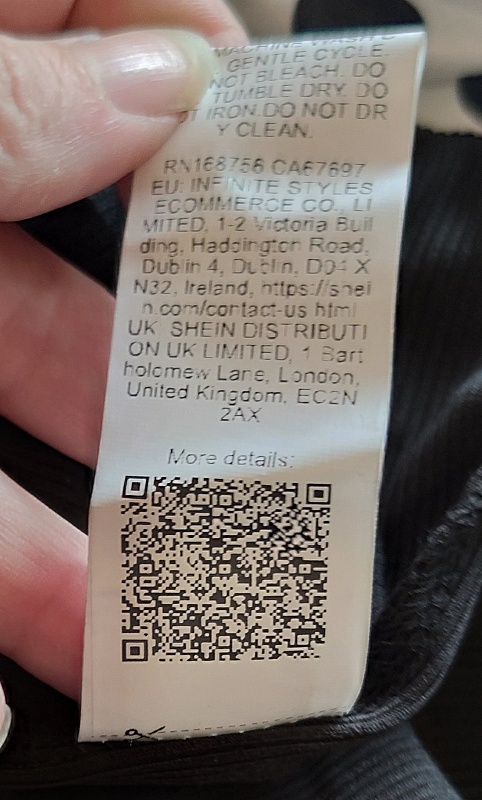 MACHINE WASH C
GENTLE CYCLE.
NOT BLEACH. DO
TUMBLE DRY. DO
T IRON.DO NOT DR
Y CLEAN.
RN168756 CA67697
EU: INFINITE STYLES
ECOMMERCE CO., LI
MITED, 1-2 Victoria Buil
ding, Haddington Road,
Dublin 4, Dublin, D04 X
N32, Ireland, https://shei
n.com/contact-us html
UK: SHEIN DISTRIBUTI
ON UK LIMITED, 1 Bart
holomew Lane, London,
United Kingdom, EC2N
2AX
More details: